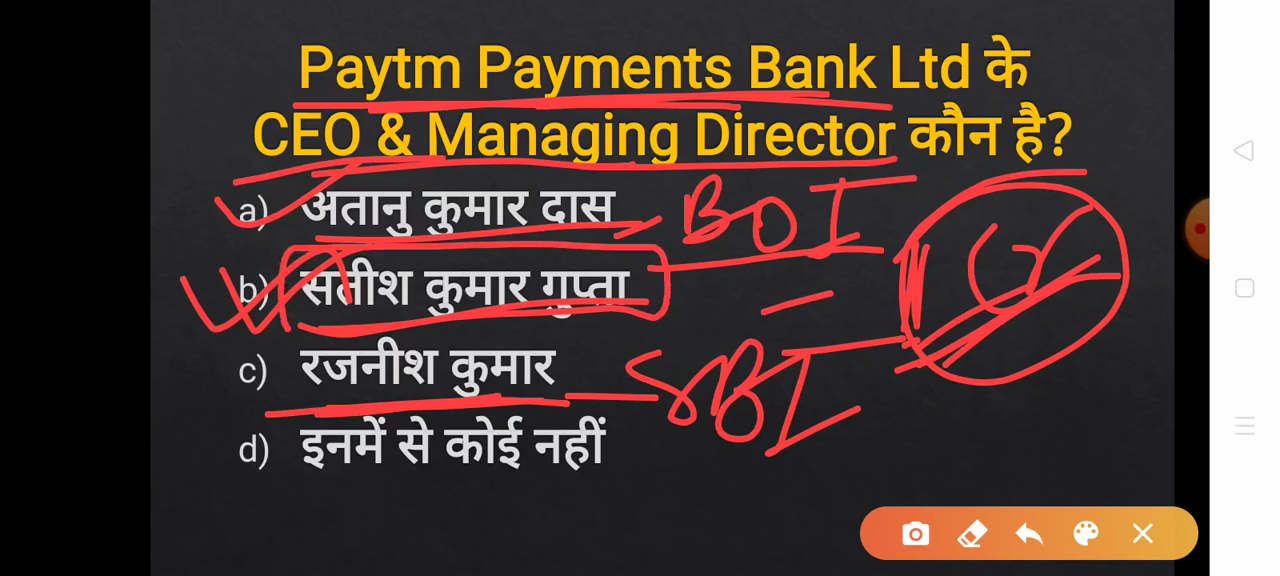 Paytm Payments Bank Ltd के
CEO & Managing Director कौन है?
a) अतानु कुमार दास BOI
b) सतीश कुमार गुप्ता
c) रजनीश कुमार SBI
d) इनमें से कोई नहीं